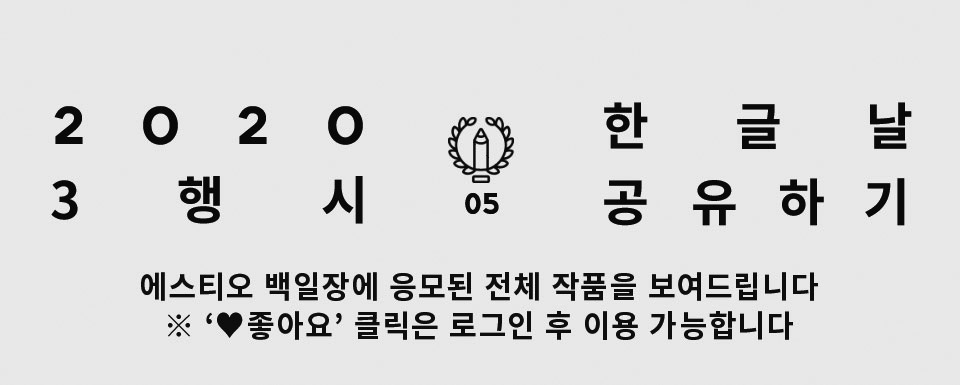 2020 한글날
3행시 05 공유하기
에스티오 백일장에 응모된 전체 작품을 보여드립니다
※ ‘♥좋아요’ 클릭은 로그인 후 이용 가능합니다